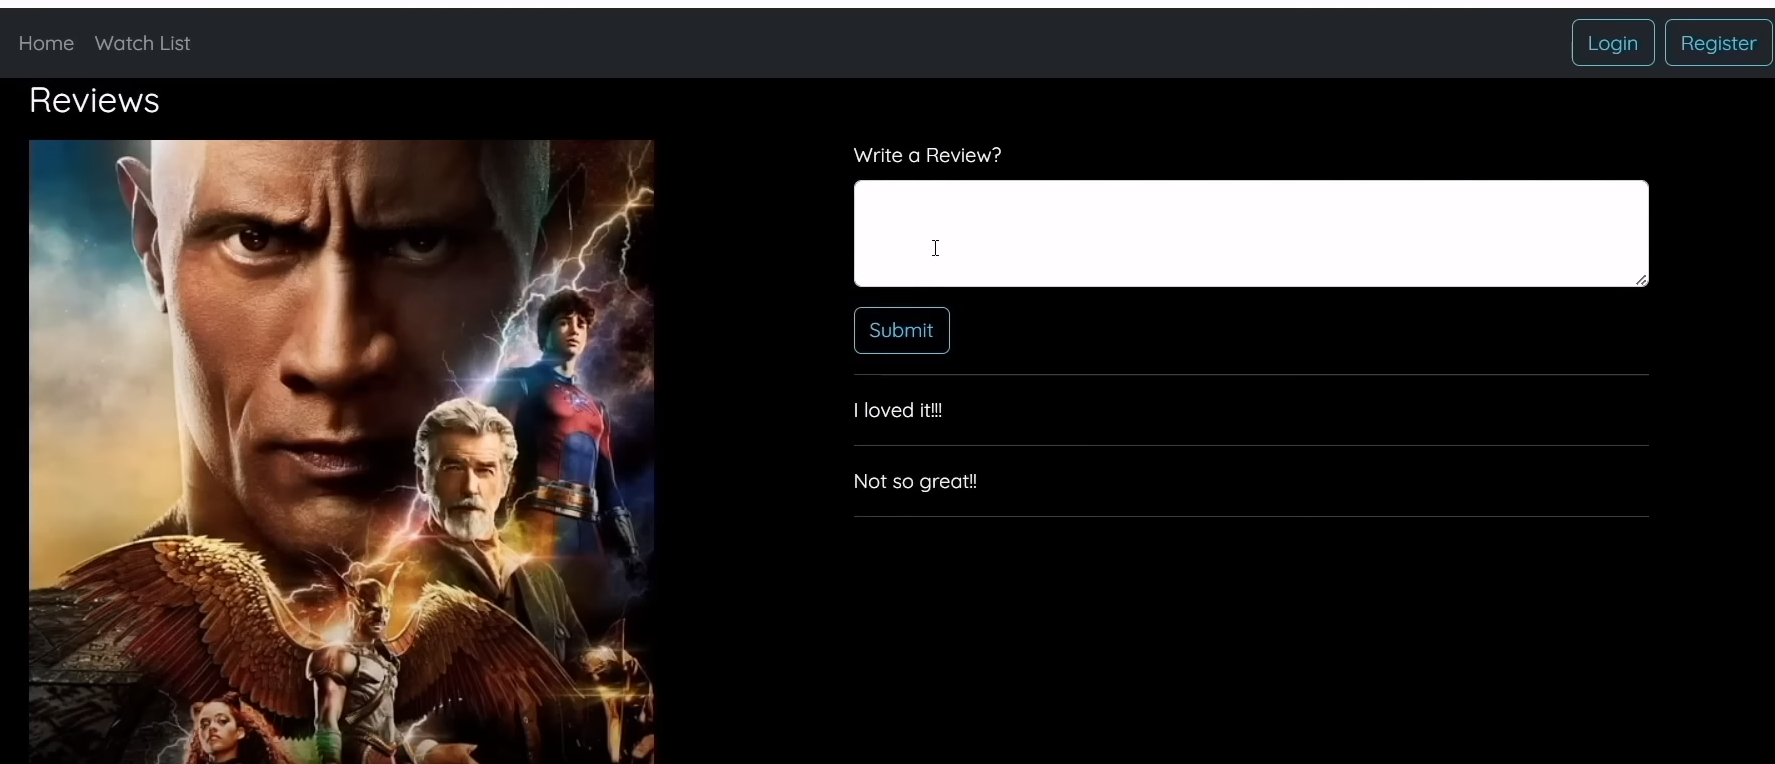 Home Watch List Login Register
Reviews
Write a Review?
Submit
I loved it!!!
Not so great!!